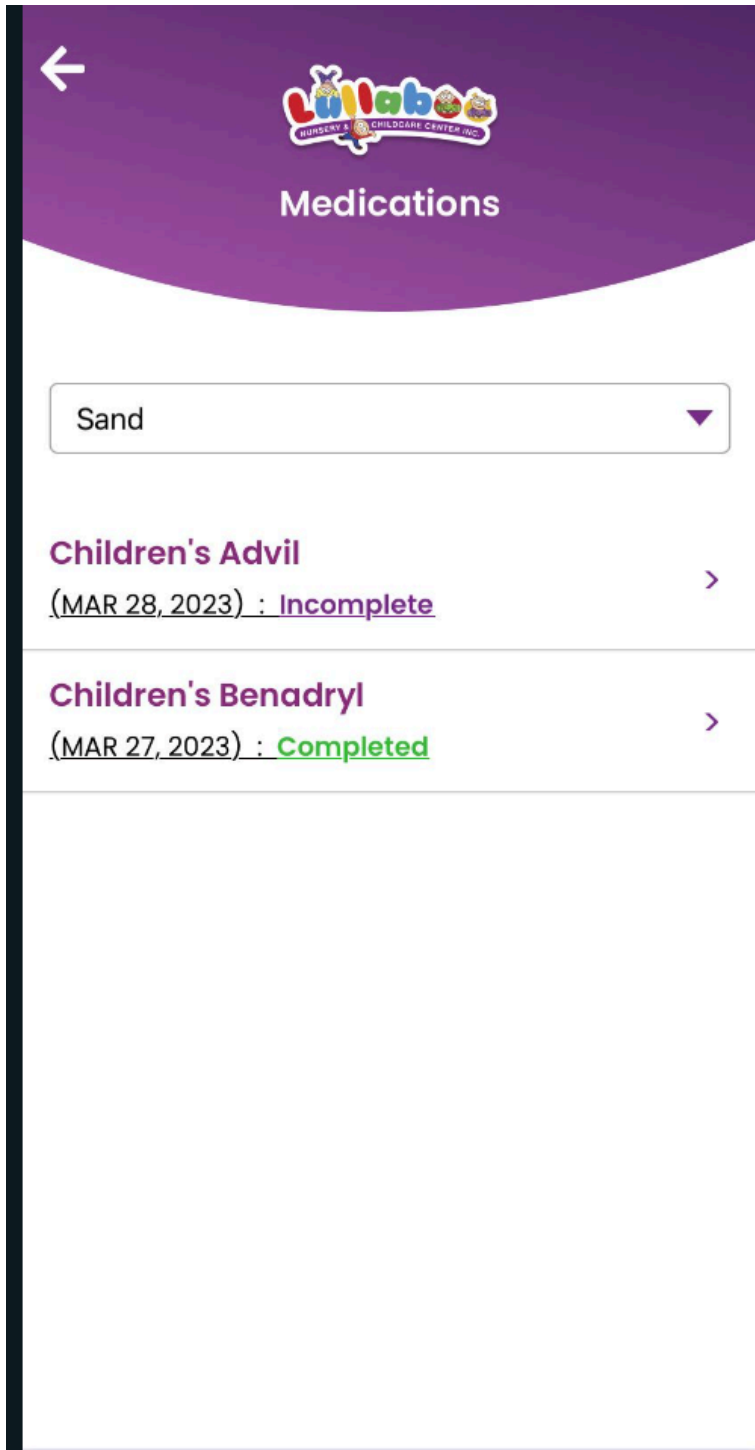 Lullaboo
NURSERY & CHILDCARE CENTER INC.
Medications
Sand
Children's Advil
(MAR 28, 2023) : Incomplete
Children's Benadryl
(MAR 27, 2023) : Completed